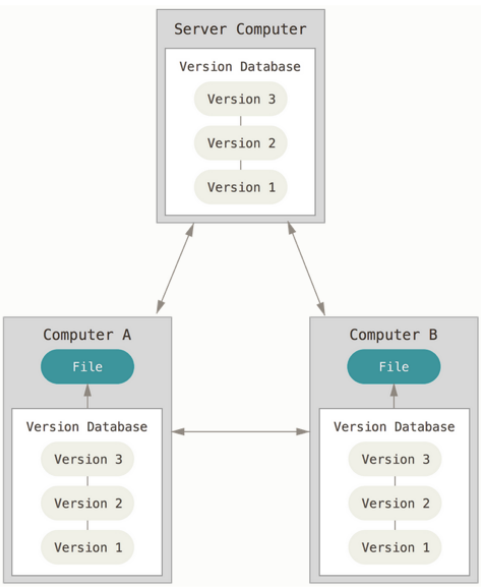 Server Computer
Version Database
Version 3
Version 2
Version 1
Computer A
File
Version Database
Version 3
Version 2
Version 1
Computer B
File
Version Database
Version 3
Version 2
Version 1